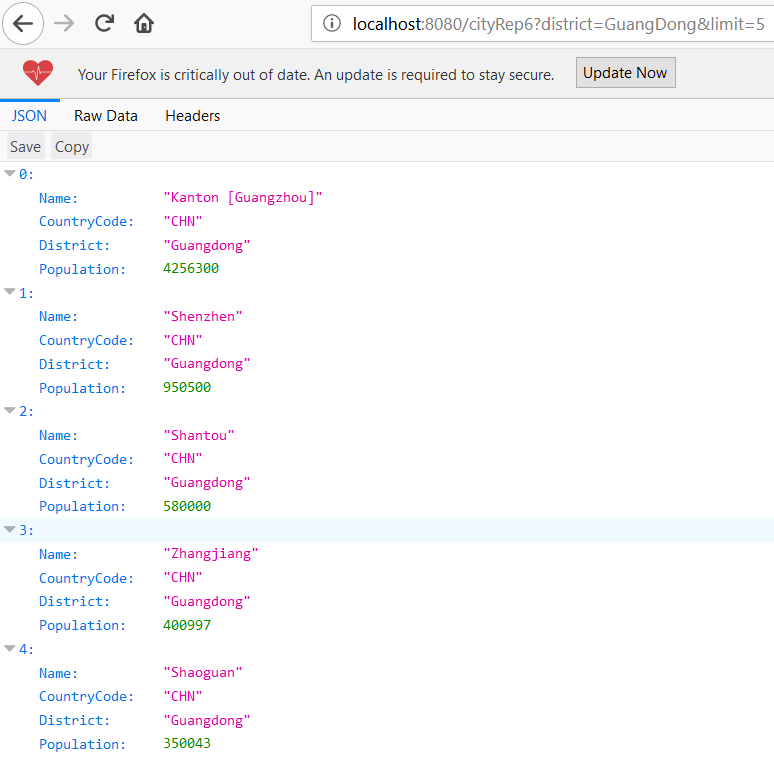 localhost:8080/cityRep6?district=GuangDong&limit=5
Your Firefox is critically out of date. An update is required to stay secure. Update Now
JSON Raw Data Headers
Save Copy
0:
Name: "Kanton [Guangzhou]"
CountryCode: "CHN"
District: "Guangdong"
Population: 4256300
1:
Name: "Shenzhen"
CountryCode: "CHN"
District: "Guangdong"
Population: 950500
2:
Name: "Shantou"
CountryCode: "CHN"
District: "Guangdong"
Population: 580000
3:
Name: "Zhangjiang"
CountryCode: "CHN"
District: "Guangdong"
Population: 400997
4:
Name: "Shaoguan"
CountryCode: "CHN"
District: "Guangdong"
Population: 350043